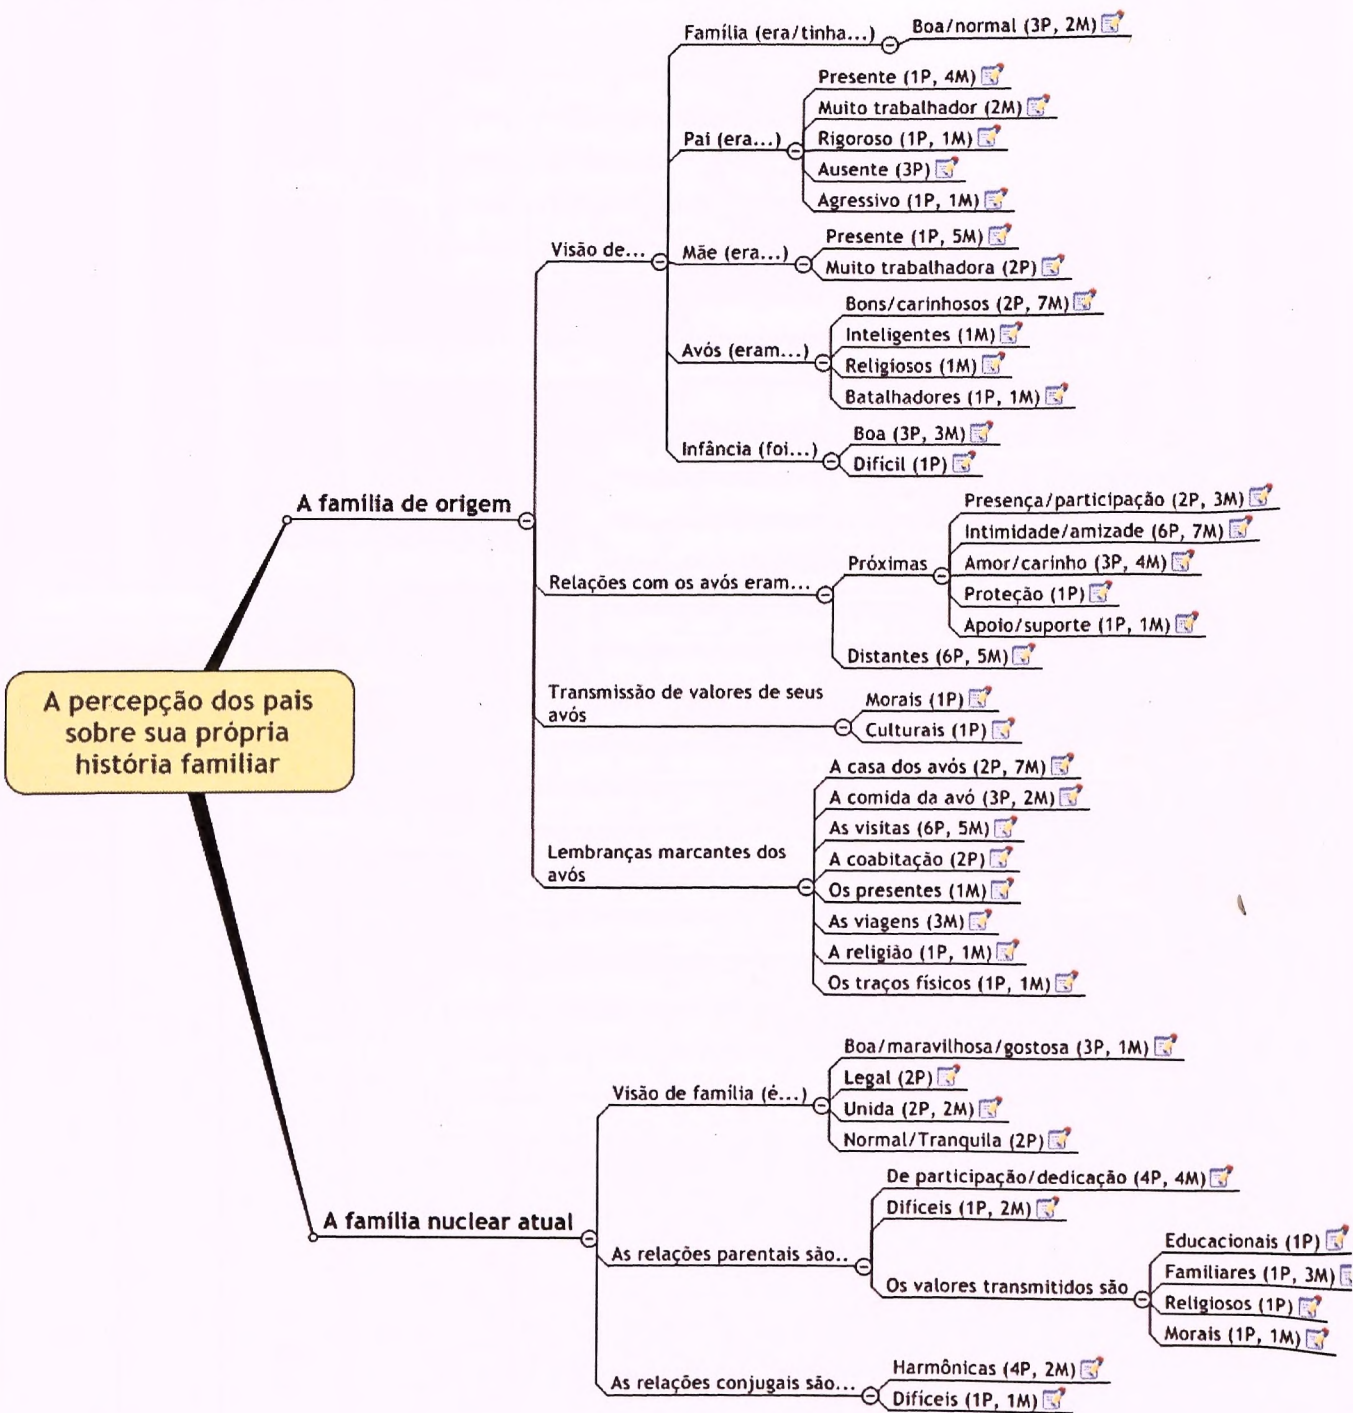 A percepção dos pais
sobre sua própria
história familiar
A família de origem
Visão de...
Família (era/tinha...)
Boa/normal (3P, 2M)
Pai (era...)
Presente (1P, 4M)
Muito trabalhador (2M)
Rigoroso (1P, 1M)
Ausente (3P)
Agressivo (1P, 1M)
Mãe (era...)
Presente (1P, 5M)
Muito trabalhadora (2P)
Avós (eram...)
Bons/carinhosos (2P, 7M)
Inteligentes (1M)
Religiosos (1M)
Batalhadores (1P, 1M)
Infância (foi...)
Boa (3P, 3M)
Difícil (1P)
Relações com os avós eram...
Próximas
Presença/participação (2P, 3M)
Intimidade/amizade (6P, 7M)
Amor/carinho (3P, 4M)
Proteção (1P)
Apoio/suporte (1P, 1M)
Distantes (6P, 5M)
Transmissão de valores de seus
avós
Morais (1P)
Culturais (1P)
Lembranças marcantes dos
avós
A casa dos avós (2P, 7M)
A comida da avó (3P, 2M)
As visitas (6P, 5M)
A coabitação (2P)
Os presentes (1M)
As viagens (3M)
A religião (1P, 1M)
Os traços físicos (1P, 1M)
A família nuclear atual
Visão de família (é...)
Boa/maravilhosa/gostosa (3P, 1M)
Legal (2P)
Unida (2P, 2M)
Normal/Tranquila (2P)
As relações parentais são..
De participação/dedicação (4P, 4M)
Difíceis (1P, 2M)
Os valores transmitidos são
Educacionais (1P)
Familiares (1P, 3M)
Religiosos (1P)
Morais (1P, 1M)
As relações conjugais são...
Harmônicas (4P, 2M)
Difíceis (1P, 1M)